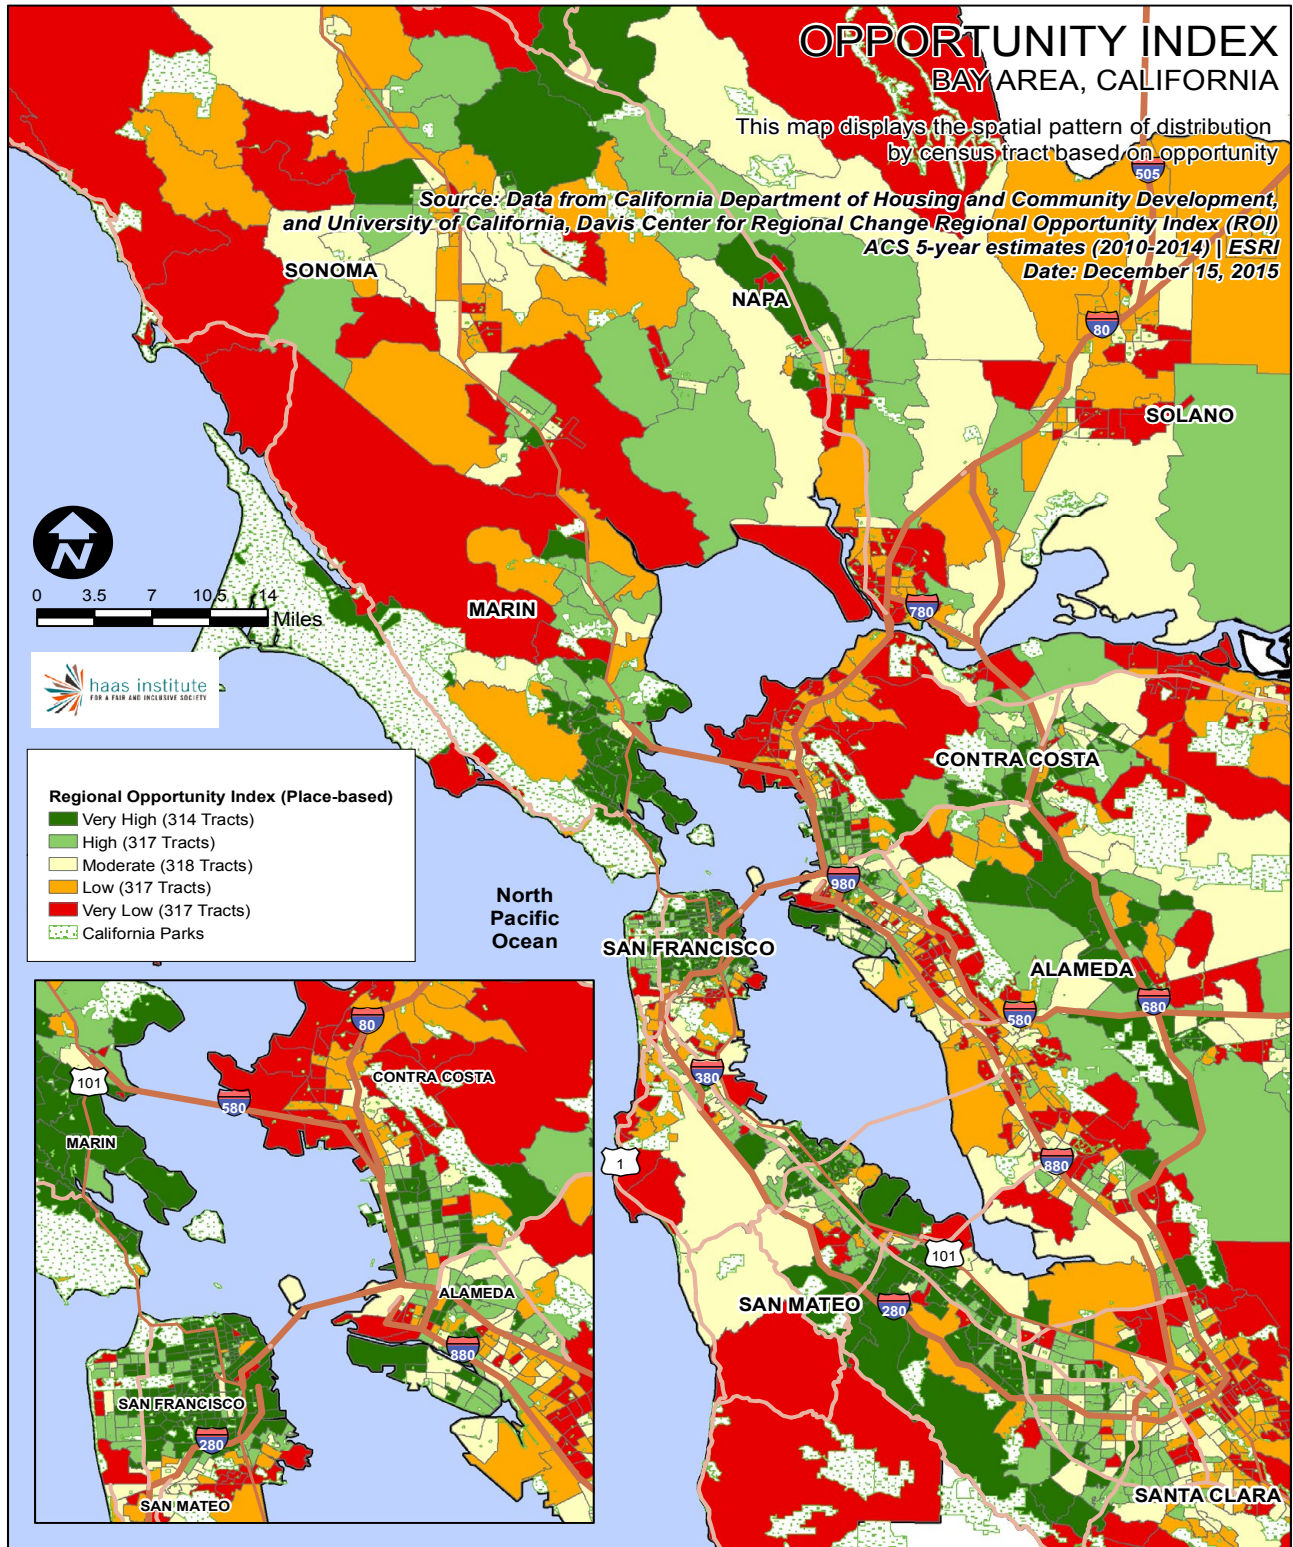 OPPORTUNITY INDEX
BAY AREA, CALIFORNIA
This map displays the spatial pattern of distribution
by census tract based on opportunity
505
Source: Data from California Department of Housing and Community Development,
and University of California, Davis Center for Regional Change Regional Opportunity Index (ROI)
ACS 5-year estimates (2010-2014) | ESRI
Date: December 15, 2015
SONOMA
NAPA
80
SOLANO
N
0 3.5 7 10.5 14
Miles
MARIN
780
haas institute
FOR A FAIR AND INCLUSIVE SOCIETY
CONTRA COSTA
Regional Opportunity Index (Place-based)
Very High (314 Tracts)
High (317 Tracts)
Moderate (318 Tracts)
Low (317 Tracts)
Very Low (317 Tracts)
California Parks
980
North
Pacific
Ocean
SAN FRANCISCO
ALAMEDA
680
580
380
1
880
101
SAN MATEO
280
SANTA CLARA
80
101
580
CONTRA COSTA
MARIN
ALAMEDA
880
SAN FRANCISCO
280
SAN MATEO